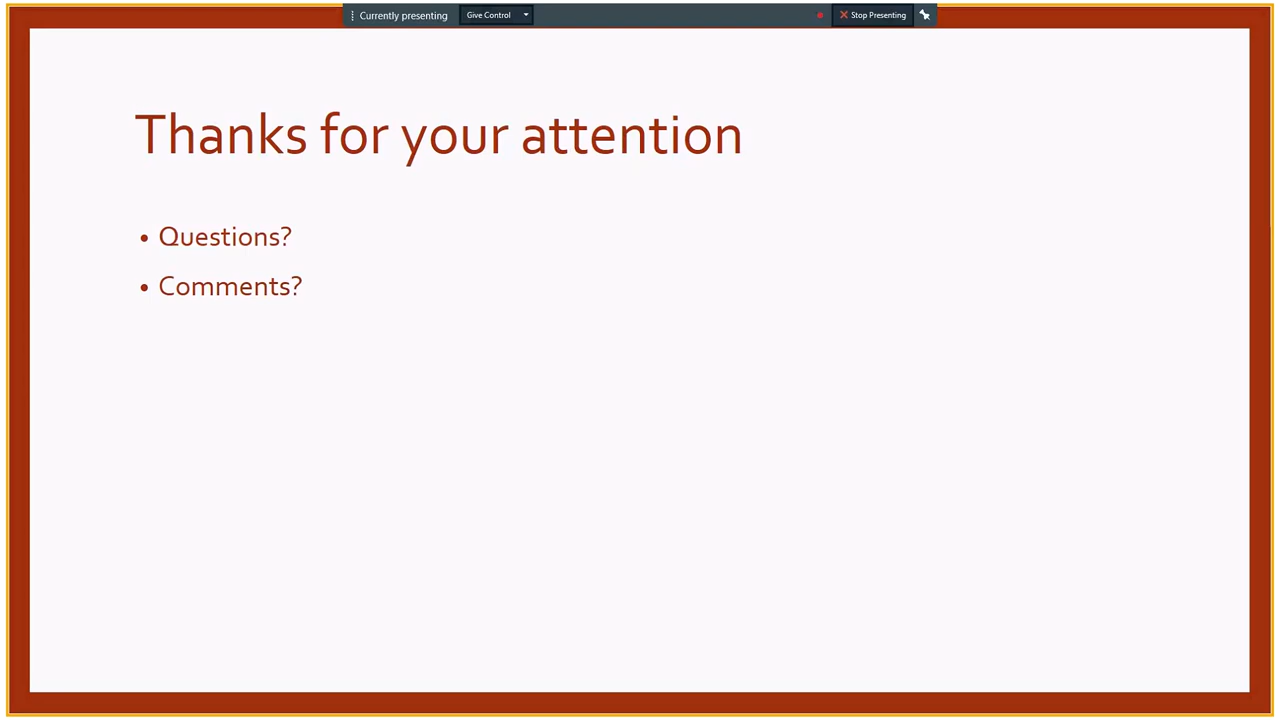 Currently presenting Give Control Stop Presenting
Thanks for your attention
• Questions?
• Comments?